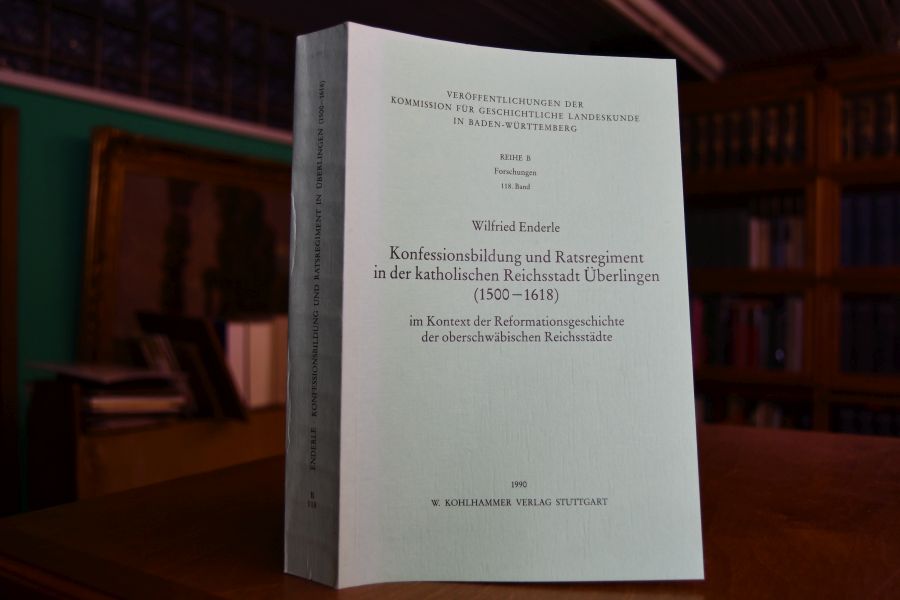 VERÖFFENTLICHUNGEN DER
KOMMISSION FÜR GESCHICHTLICHE LANDESKUNDE
IN BADEN-WÜRTTEMBERG
REIHE B
Forschungen
118. Band
Wilfried Enderle
Konfessionsbildung und Ratsregiment
in der katholischen Reichsstadt Überlingen
(1500–1618)
im Kontext der Reformationsgeschichte
der oberschwäbischen Reichsstädte
1990
W. KOHLHAMMER VERLAG STUTTGART
ENDERLE KONFESSIONSBILDUNG UND RATSREGIMENT IN ÜBERLINGEN (1500–1618)
B
118